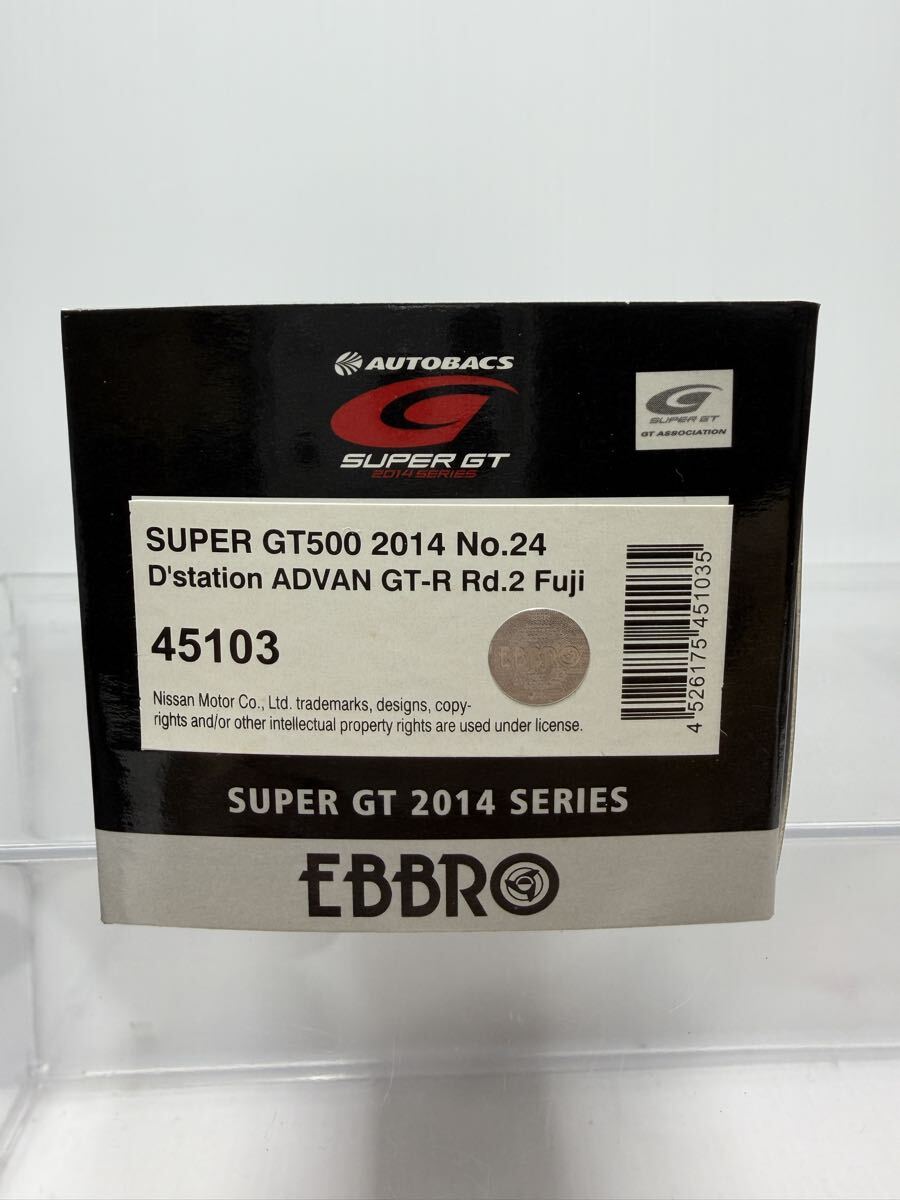 AUTOBACS
SUPER GT
2014 SERIES
SUPER GT
GT ASSOCIATION
SUPER GT500 2014 No.24
D'station ADVAN GT-R Rd.2 Fuji
45103
EBBRO
Nissan Motor Co., Ltd. trademarks, designs, copy-
rights and/or other intellectual property rights are used under license.
4 526175 451035
SUPER GT 2014 SERIES
EBBRO